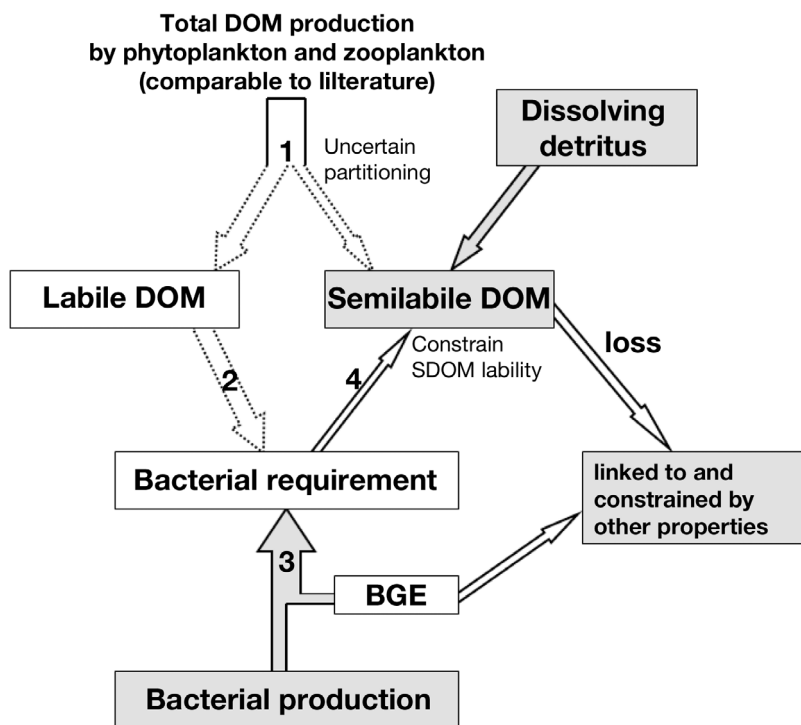 Total DOM production
by phytoplankton and zooplankton
(comparable to lilterature)
Dissolving
detritus
1
Uncertain
partitioning
Labile DOM
Semilabile DOM
2
4
Constrain
SDOM lability
loss
Bacterial requirement
linked to and
constrained by
other properties
3
BGE
Bacterial production